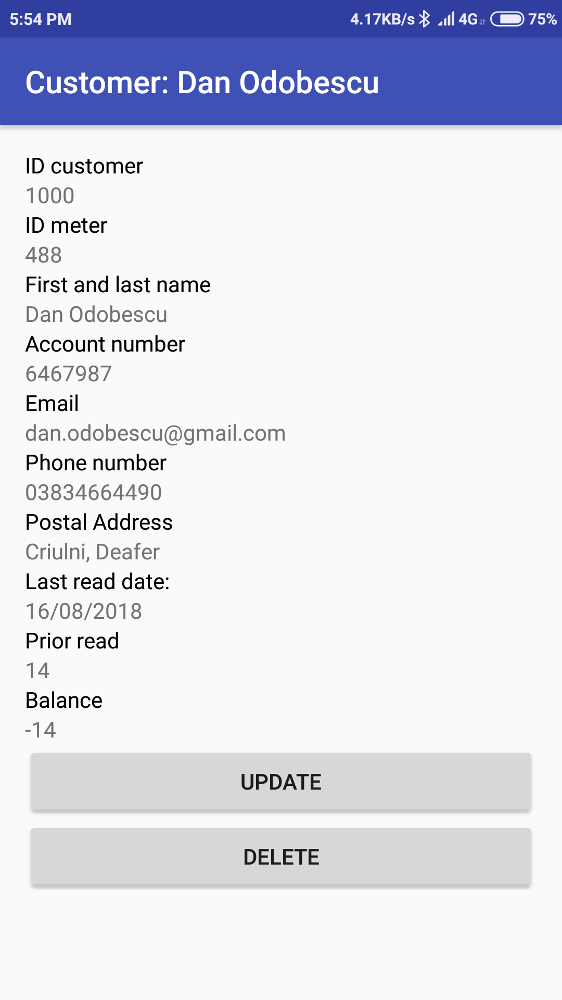 5:54 PM 4.17KB/s 4G 75%
Customer: Dan Odobescu
ID customer
1000
ID meter
488
First and last name
Dan Odobescu
Account number
6467987
Email
dan.odobescu@gmail.com
Phone number
03834664490
Postal Address
Criulni, Deafer
Last read date:
16/08/2018
Prior read
14
Balance
-14
UPDATE
DELETE